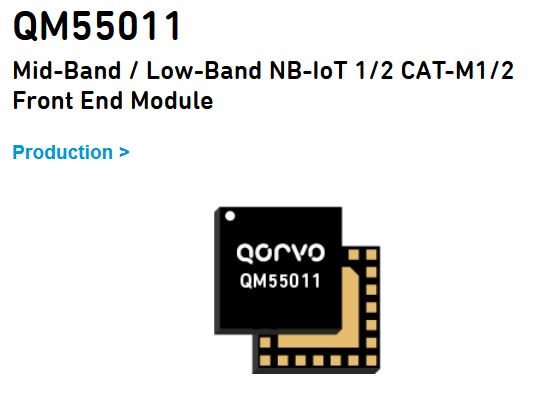 QM55011
Mid-Band / Low-Band NB-IoT 1/2 CAT-M1/2
Front End Module
Production >
QORVO
QM55011